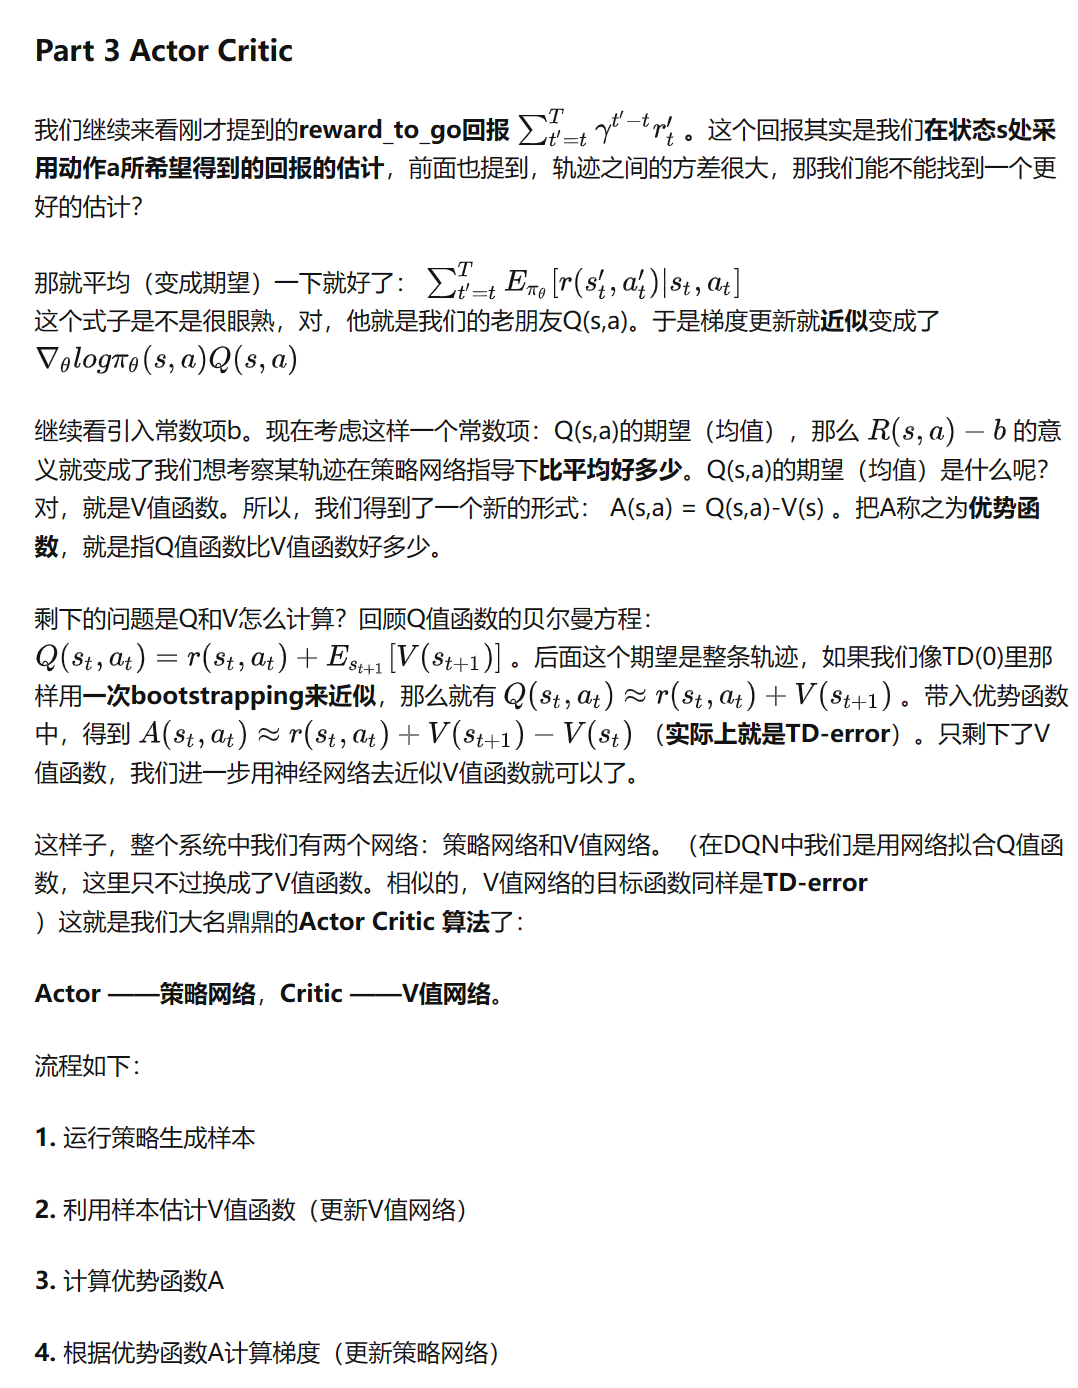 Part 3 Actor Critic
我们继续来看刚才提到的reward_to_go回报 $\sum_{t'=t}^{T} \gamma^{t'-t} r_t'$ 。这个回报其实是我们在状态s处采
用动作a所希望得到的回报的估计，前面也提到，轨迹之间的方差很大，那我们能不能找到一个更
好的估计？
那就平均（变成期望）一下就好了： $\sum_{t'=t}^{T} E_{\pi_\theta}[r(s_t', a_t')|s_t, a_t]$
这个式子是不是很眼熟，对，他就是我们的老朋友Q(s,a)。于是梯度更新就近似变成了
$\nabla_\theta log\pi_\theta(s, a)Q(s, a)$
继续看引入常数项b。现在考虑这样一个常数项：Q(s,a)的期望（均值），那么 $R(s, a) - b$ 的意
义就变成了我们想考察某轨迹在策略网络指导下比平均好多少。Q(s,a)的期望（均值）是什么呢？
对，就是V值函数。所以，我们得到了一个新的形式： A(s,a) = Q(s,a)-V(s) 。把A称之为优势函
数，就是指Q值函数比V值函数好多少。
剩下的问题是Q和V怎么计算？回顾Q值函数的贝尔曼方程：
$Q(s_t, a_t) = r(s_t, a_t) + E_{s_{t+1}}[V(s_{t+1})]$ 。后面这个期望是整条轨迹，如果我们像TD(0)里那
样用一次bootstrapping来近似，那么就有 $Q(s_t, a_t) \approx r(s_t, a_t) + V(s_{t+1})$ 。带入优势函数
中，得到 $A(s_t, a_t) \approx r(s_t, a_t) + V(s_{t+1}) - V(s_t)$ （实际上就是TD-error）。只剩下了V
值函数，我们进一步用神经网络去近似V值函数就可以了。
这样子，整个系统中我们有两个网络：策略网络和V值网络。（在DQN中我们是用网络拟合Q值函
数，这里只不过换成了V值函数。相似的，V值网络的目标函数同样是TD-error
）这就是我们大名鼎鼎的Actor Critic 算法了：
Actor ——策略网络，Critic ——V值网络。
流程如下：
1. 运行策略生成样本
2. 利用样本估计V值函数（更新V值网络）
3. 计算优势函数A
4. 根据优势函数A计算梯度（更新策略网络）